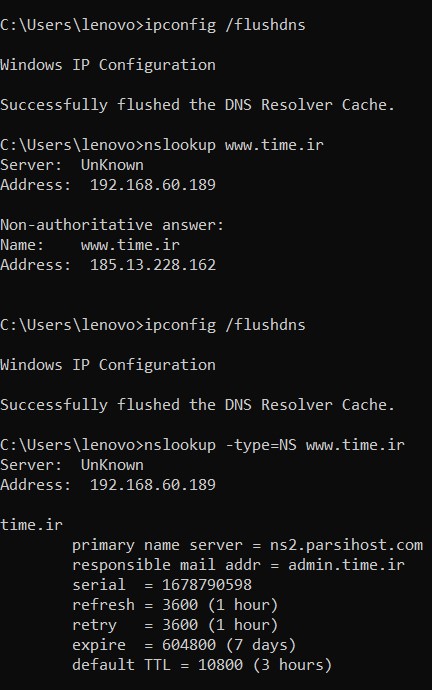 C:\Users\lenovo>ipconfig /flushdns
Windows IP Configuration
Successfully flushed the DNS Resolver Cache.
C:\Users\lenovo>nslookup www.time.ir
Server:  UnKnown
Address:  192.168.60.189
Non-authoritative answer:
Name:    www.time.ir
Address:  185.13.228.162
C:\Users\lenovo>ipconfig /flushdns
Windows IP Configuration
Successfully flushed the DNS Resolver Cache.
C:\Users\lenovo>nslookup -type=NS www.time.ir
Server:  UnKnown
Address:  192.168.60.189
time.ir
primary name server = ns2.parsihost.com
responsible mail addr = admin.time.ir
serial  = 1678790598
refresh = 3600 (1 hour)
retry   = 3600 (1 hour)
expire  = 604800 (7 days)
default TTL = 10800 (3 hours)